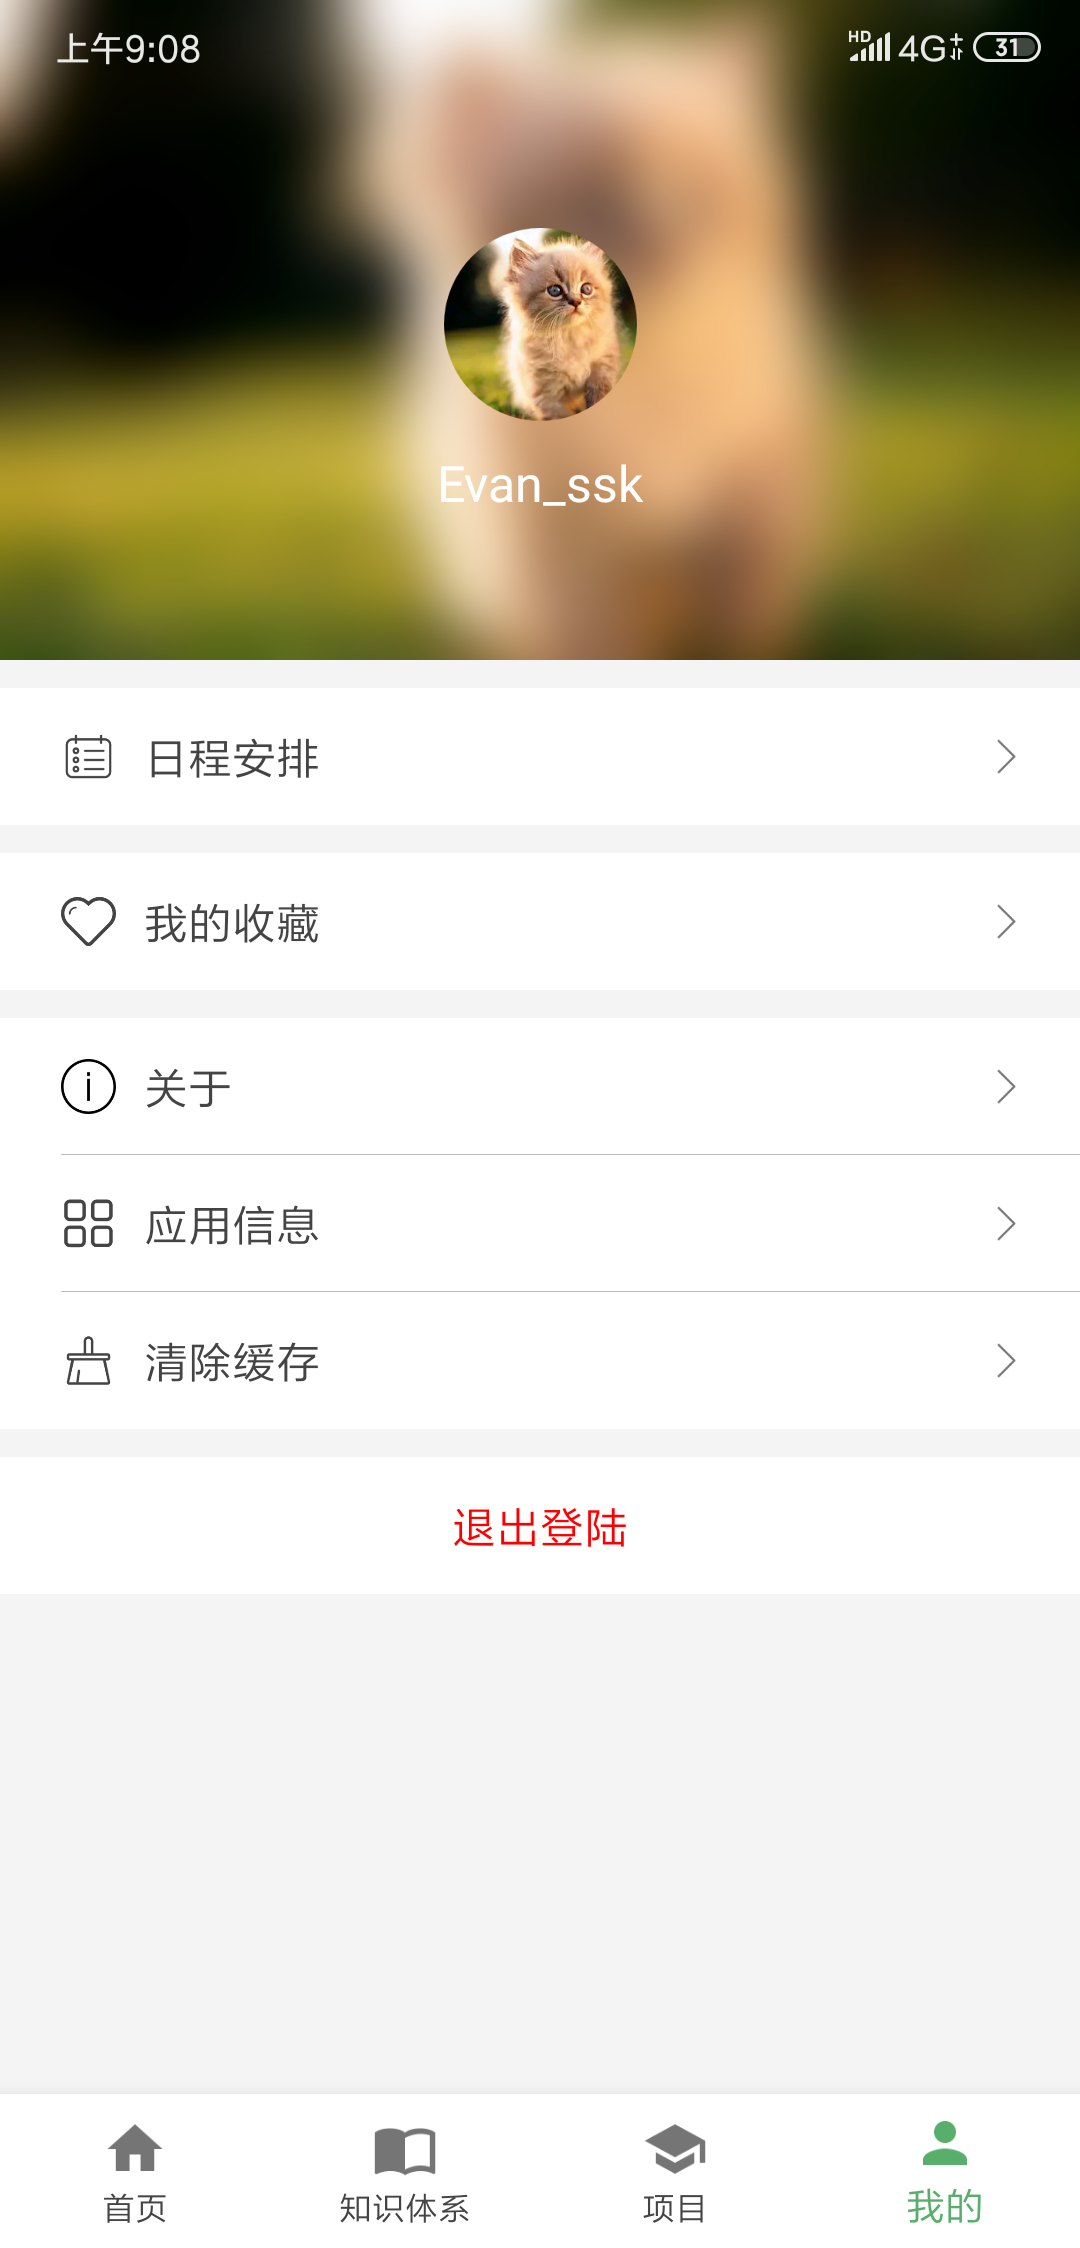 上午9:08
HD 4G 31
Evan_ssk
日程安排
我的收藏
关于
应用信息
清除缓存
退出登陆
首页 知识体系 项目 我的